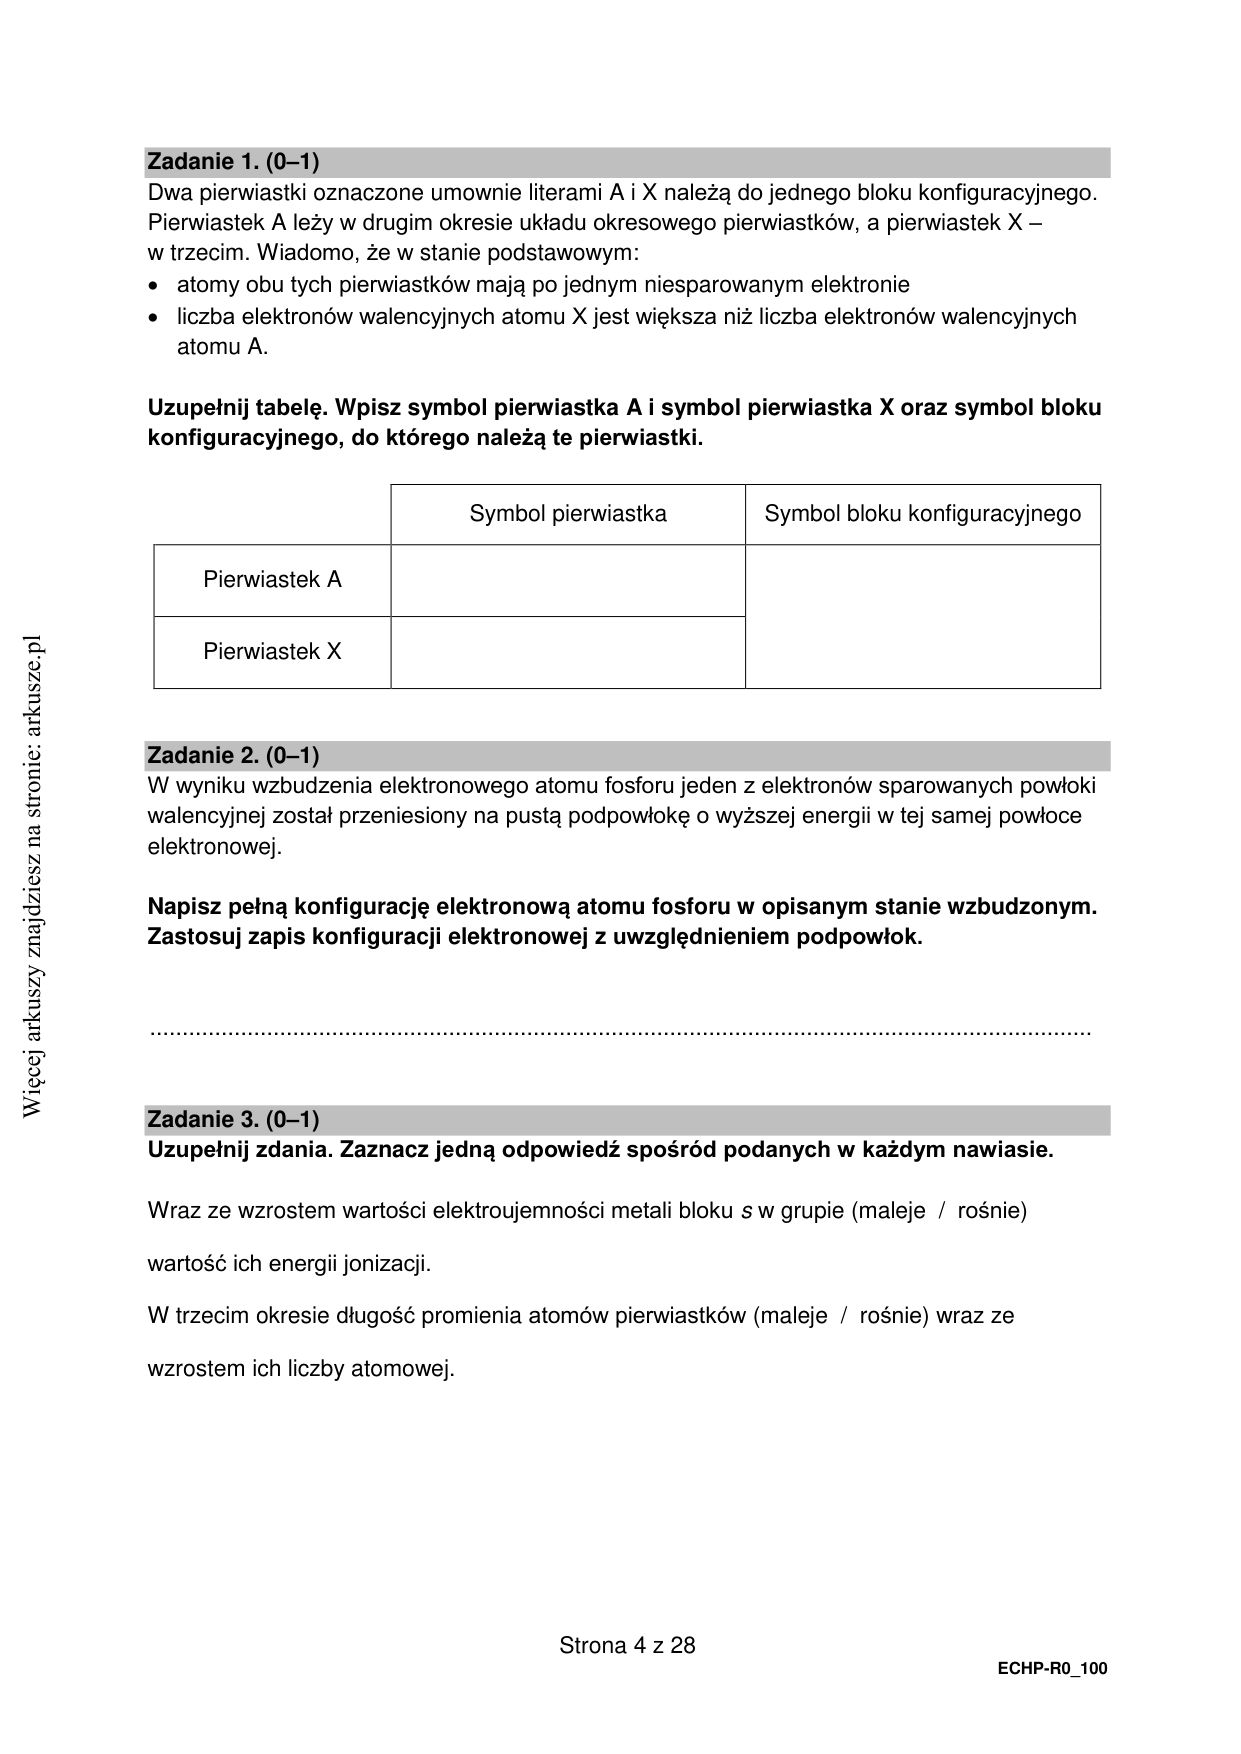 Zadanie 1. (0–1)
Dwa pierwiastki oznaczone umownie literami A i X należą do jednego bloku konfiguracyjnego.
Pierwiastek A leży w drugim okresie układu okresowego pierwiastków, a pierwiastek X –
w trzecim. Wiadomo, że w stanie podstawowym:
• atomy obu tych pierwiastków mają po jednym niesparowanym elektronie
• liczba elektronów walencyjnych atomu X jest większa niż liczba elektronów walencyjnych
atomu A.
Uzupełnij tabelę. Wpisz symbol pierwiastka A i symbol pierwiastka X oraz symbol bloku
konfiguracyjnego, do którego należą te pierwiastki.
Symbol pierwiastka Symbol bloku konfiguracyjnego
Pierwiastek A
Pierwiastek X
Zadanie 2. (0–1)
W wyniku wzbudzenia elektronowego atomu fosforu jeden z elektronów sparowanych powłoki
walencyjnej został przeniesiony na pustą podpowłokę o wyższej energii w tej samej powłoce
elektronowej.
Napisz pełną konfigurację elektronową atomu fosforu w opisanym stanie wzbudzonym.
Zastosuj zapis konfiguracji elektronowej z uwzględnieniem podpowłok.
................................................................................................................................................
Zadanie 3. (0–1)
Uzupełnij zdania. Zaznacz jedną odpowiedź spośród podanych w każdym nawiasie.
Wraz ze wzrostem wartości elektroujemności metali bloku s w grupie (maleje / rośnie)
wartość ich energii jonizacji.
W trzecim okresie długość promienia atomów pierwiastków (maleje / rośnie) wraz ze
wzrostem ich liczby atomowej.
Strona 4 z 28
ECHP-R0_100
Więcej arkuszy znajdziesz na stronie: arkusze.pl